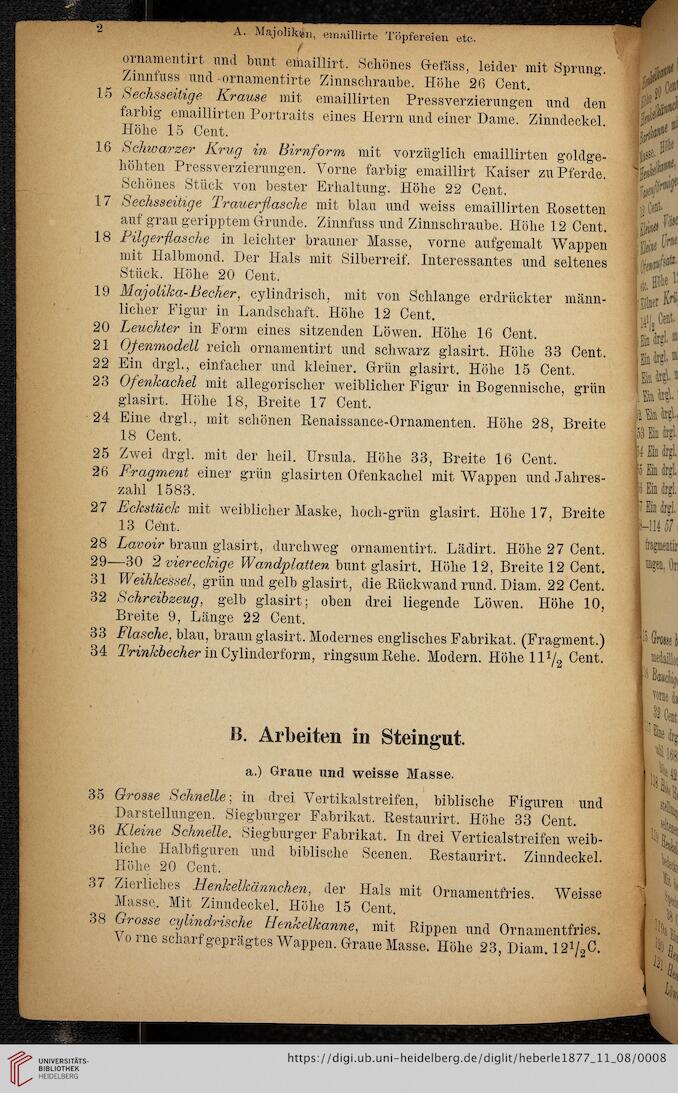 2
A. Majoliken, emaillirte Töpfereien etc.
ornamentirt und bunt emaillirt. Schönes Gefäss, leider mit Sprung.
Zinnfuss und ornamentirte Zinnschraube. Höhe 26 Cent.
15 Sechsseitige Krause mit emaillirten Pressverzierungen und den
farbig emaillirten Portraits eines Herrn und einer Dame. Zinndeckel.
Höhe 15 Cent.
16 Schwarzer Krug in Birnform mit vorzüglich emaillirten goldge-
höhten Pressverzierungen. Vorne farbig emaillirt Kaiser zu Pferde.
Schönes Stück von bester Erhaltung. Höhe 22 Cent.
17 Sechsseitige Trauerflasche mit blau und weiss emaillirten Rosetten
auf grau geripptem Grunde. Zinnfuss und Zinnschraube. Höhe 12 Cent.
18 Pilgerflasche in leichter brauner Masse, vorne aufgemalt Wappen
mit Halbmond. Der Hals mit Silberreif. Interessantes und seltenes
Stück. Höhe 20 Cent.
19 Majolika-Becher, cylindrisch, mit von Schlange erdrückter männ-
licher Figur in Landschaft. Höhe 12 Cent.
20 Leuchter in Form eines sitzenden Löwen. Höhe 16 Cent.
21 Ofenmodell reich ornamentirt und schwarz glasirt. Höhe 33 Cent.
22 Ein drgl., einfacher und kleiner. Grün glasirt. Höhe 15 Cent.
23 Ofenkachel mit allegorischer weiblicher Figur in Bogennische, grün
glasirt. Höhe 18, Breite 17 Cent.
24 Eine drgl., mit schönen Renaissance-Ornamenten. Höhe 28, Breite
18 Cent.
25 Zwei drgl. mit der heil. Ursula. Höhe 33, Breite 16 Cent.
26 Fragment einer grün glasirten Ofenkachel mit Wappen und Jahres-
zahl 1583.
27 Eckstück mit weiblicher Maske, hoch-grün glasirt. Höhe 17, Breite
13 Cent.
28 Lavoir braun glasirt, durchweg ornamentirt. Lädirt. Höhe 27 Cent.
29—30 2 viereckige Wandplatten bunt glasirt. Höhe 12, Breite 12 Cent.
31 Weihkessel, grün und gelb glasirt, die Rückwand rund. Diam. 22 Cent.
32 Schreibzeug, gelb glasirt; oben drei liegende Löwen. Höhe 10,
Breite 9, Länge 22 Cent.
33 Flasche, blau, braun glasirt. Modernes englisches Fabrikat. (Fragment.)
34 Trinkbecher in Cylinderform, ringsum Rehe. Modern. Höhe 11½ Cent.
B. Arbeiten in Steingut.
a.) Graue und weisse Masse.
35 Grosse Schnelle; in drei Vertikalstreifen, biblische Figuren und
Darstellungen. Siegburger Fabrikat. Restaurirt. Höhe 33 Cent.
36 Kleine Schnelle. Siegburger Fabrikat. In drei Verticalstreifen weib-
liche Halbfiguren und biblische Scenen. Restaurirt. Zinndeckel.
Höhe 20 Cent.
37 Zierliches Henkelkännchen, der Hals mit Ornamentfries. Weisse
Masse. Mit Zinndeckel. Höhe 15 Cent.
38 Grosse cylindrische Henkelkanne, mit Rippen und Ornamentfries.
Vorne scharf geprägtes Wappen. Graue Masse. Höhe 23, Diam. 12½ C.
UNIVERSITÄTS-
BIBLIOTHEK
HEIDELBERG
https://digi.ub.uni-heidelberg.de/diglit/heberle1877_11_08/0008